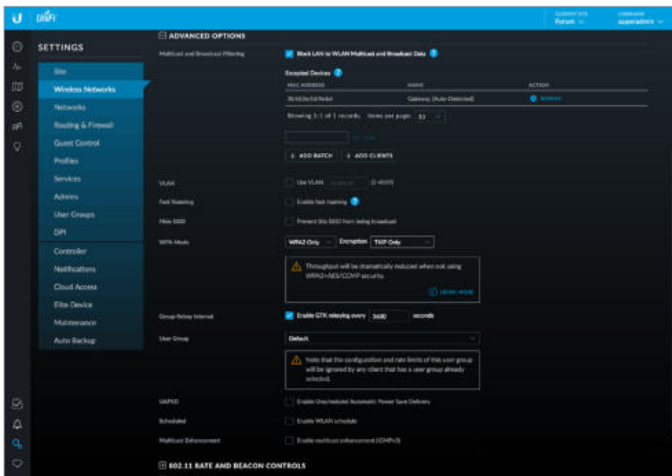 U UniFi
CURRENT SITE
Forum
USERNAME
superadmin
SETTINGS
Site
Wireless Networks
Networks
Routing & Firewall
Guest Control
Profiles
Services
Admins
User Groups
DPI
Controller
Notifications
Cloud Access
Elite Device
Maintenance
Auto Backup
ADVANCED OPTIONS
Multicast and Broadcast Filtering
Block LAN to WLAN Multicast and Broadcast Data
Excepted Devices
MAC ADDRESS NAME ACTION
Gateway (Auto-Detected) REMOVE
Showing 1-1 of 1 records. Items per page: 10
ADD BATCH ADD CLIENTS
VLAN Use VLAN (2-4009)
Fast Roaming Enable fast roaming
Hide SSID Prevent this SSID from being broadcast
WPA Mode WPA2 Only Encryption TKIP Only
Throughput will be dramatically reduced when not using
WPA2+AES/CCMP security.
LEARN MORE
Group Rekey Interval Enable GTK rekeying every 3600 seconds
User Group Default
Note that the configuration and rate limits of this user group
will be ignored by any client that has a user group already
selected.
UAPSD Enable Unscheduled Automatic Power Save Delivery
Scheduled Enable WLAN schedule
Multicast Enhancement Enable multicast enhancement (IGMPv3)
802.11 RATE AND BEACON CONTROLS